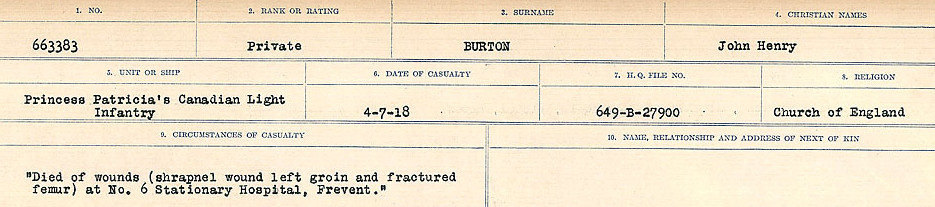 1. NO.
2. RANK OR RATING
3. SURNAME
4. CHRISTIAN NAMES
663383
Private
BURTON
John Henry
5. UNIT OR SHIP
6. DATE OF CASUALTY
7. H. Q. FILE NO.
8. RELIGION
Princess Patricia's Canadian Light
Infantry
4-7-18
649-B-27900
Church of England
9. CIRCUMSTANCES OF CASUALTY
10. NAME, RELATIONSHIP AND ADDRESS OF NEXT OF KIN
"Died of wounds (shrapnel wound left groin and fractured
femur) at No. 6 Stationary Hospital, Frevent."